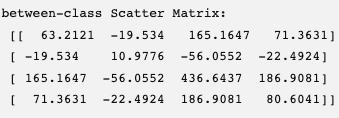 between-class Scatter Matrix:
[[ 63.2121 -19.534 165.1647 71.3631]
[ -19.534 10.9776 -56.0552 -22.4924]
[ 165.1647 -56.0552 436.6437 186.9081]
[ 71.3631 -22.4924 186.9081 80.6041]]